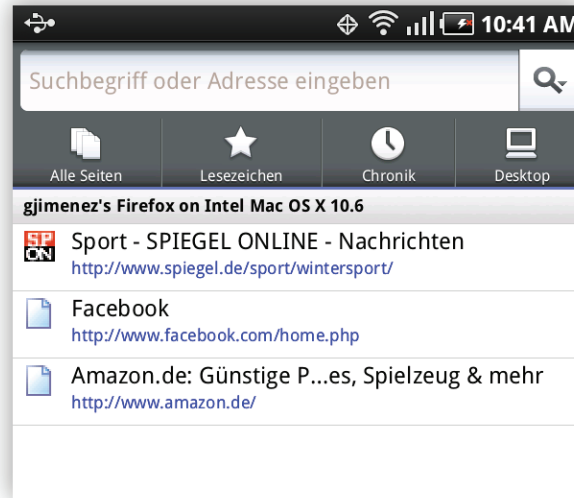 10:41 AM
Suchbegriff oder Adresse eingeben
Alle Seiten
Lesezeichen
Chronik
Desktop
gjimenez's Firefox on Intel Mac OS X 10.6
SP
ON
Sport - SPIEGEL ONLINE - Nachrichten
http://www.spiegel.de/sport/wintersport/
Facebook
http://www.facebook.com/home.php
Amazon.de: Günstige P...es, Spielzeug & mehr
http://www.amazon.de/